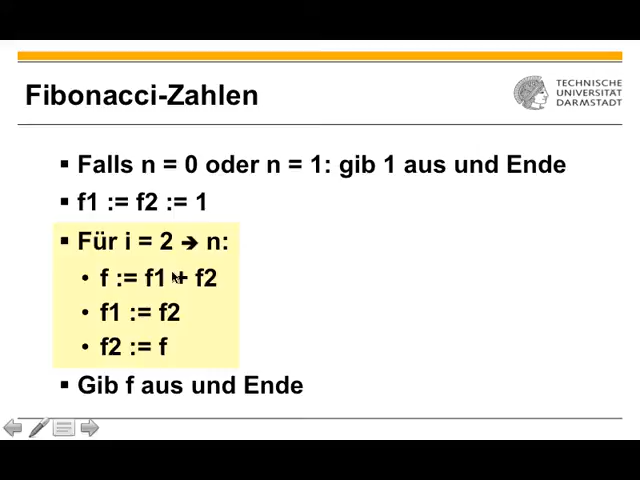 Fibonacci-Zahlen
TECHNISCHE
UNIVERSITÄT
DARMSTADT
▪ Falls n = 0 oder n = 1: gib 1 aus und Ende
▪ f1 := f2 := 1
▪ Für i = 2 ➔ n:
• f := f1 + f2
• f1 := f2
• f2 := f
▪ Gib f aus und Ende